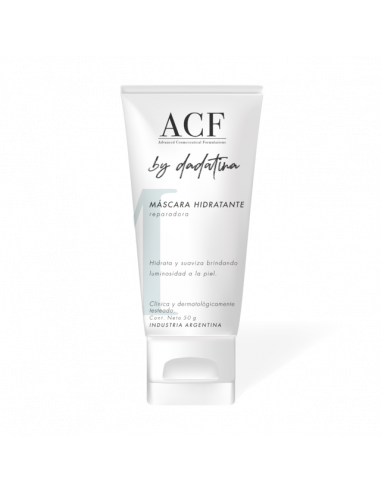 ACF
Advanced Cosmeceutical Formulations
by dadatina
MÁSCARA HIDRATANTE
reparadora
Hidrata y suaviza brindando
luminosidad a la piel.
Clínica y dermatológicamente
testeado.
Cont. Neto 50 g
INDUSTRIA ARGENTINA